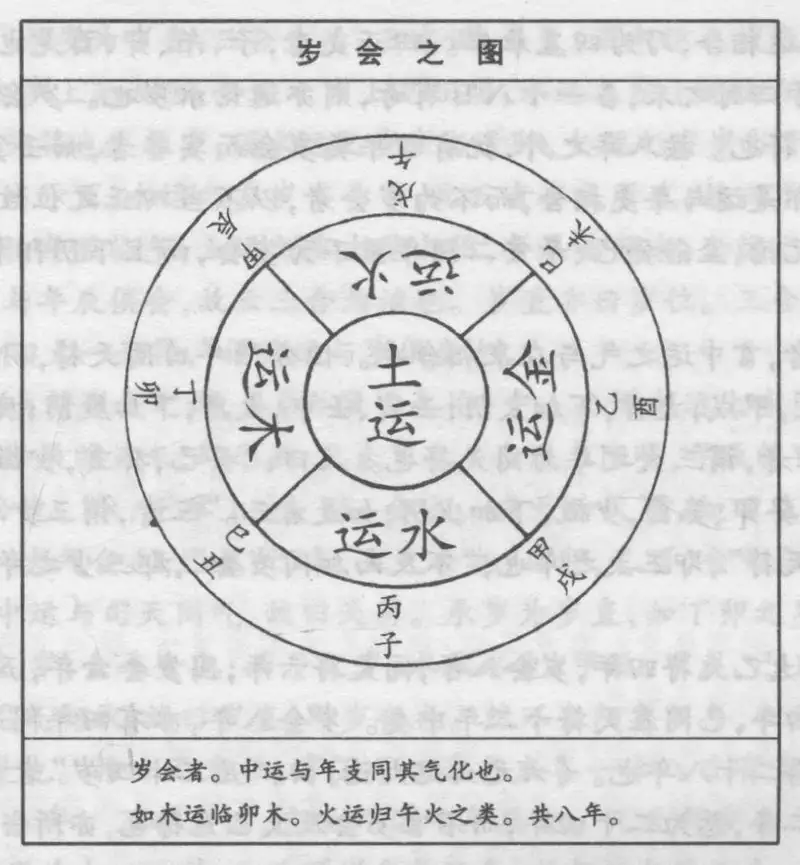 岁会之图
午
戊
未
己
酉
乙
戌
甲
子
丙
丑
己
卯
丁
辰
甲
火运
金运
水运
木运
土运
岁会者。中运与年支同其气化也。
如木运临卯木。火运归午火之类。共八年。